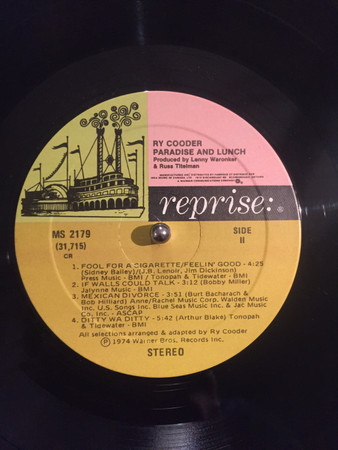 RY COODER
PARADISE AND LUNCH
Produced by Lenny Waronker
& Russ Titelman
reprise:
MS 2179
(31,715)
CR
SIDE
II
1. FOOL FOR A CIGARETTE/FEELIN' GOOD - 4:25
(Sidney Bailey)/(J.B. Lenoir, Jim Dickinson)
Press Music - BMI / Tonopah & Tidewater - BMI
2. IF WALLS COULD TALK - 3:12 (Bobby Miller)
Jalynne Music - BMI
3. MEXICAN DIVORCE - 3:51 (Burt Bacharach &
Bob Hilliard) Anne/Rachel Music Corp. Walden Music
Inc. U.S. Songs Inc. Blue Seas Music Inc. & Jac Music
Co. Inc. - ASCAP
4. DITTY WA DITTY - 5:42 (Arthur Blake) Tonopah
& Tidewater - BMI
All selections arranged & adapted by Ry Cooder
Ⓟ 1974 Warner Bros. Records Inc.
STEREO